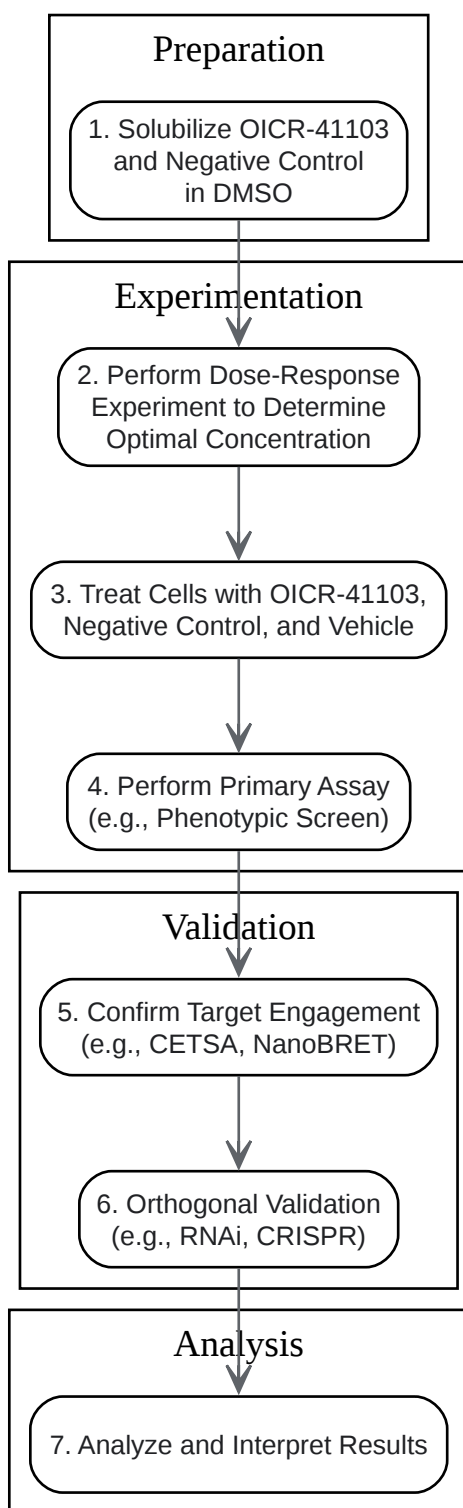 Preparation
1. Solubilize OICR-41103
and Negative Control
in DMSO
Experimentation
2. Perform Dose-Response
Experiment to Determine
Optimal Concentration
3. Treat Cells with OICR-41103,
Negative Control, and Vehicle
4. Perform Primary Assay
(e.g., Phenotypic Screen)
Validation
5. Confirm Target Engagement
(e.g., CETSA, NanoBRET)
6. Orthogonal Validation
(e.g., RNAi, CRISPR)
Analysis
7. Analyze and Interpret Results